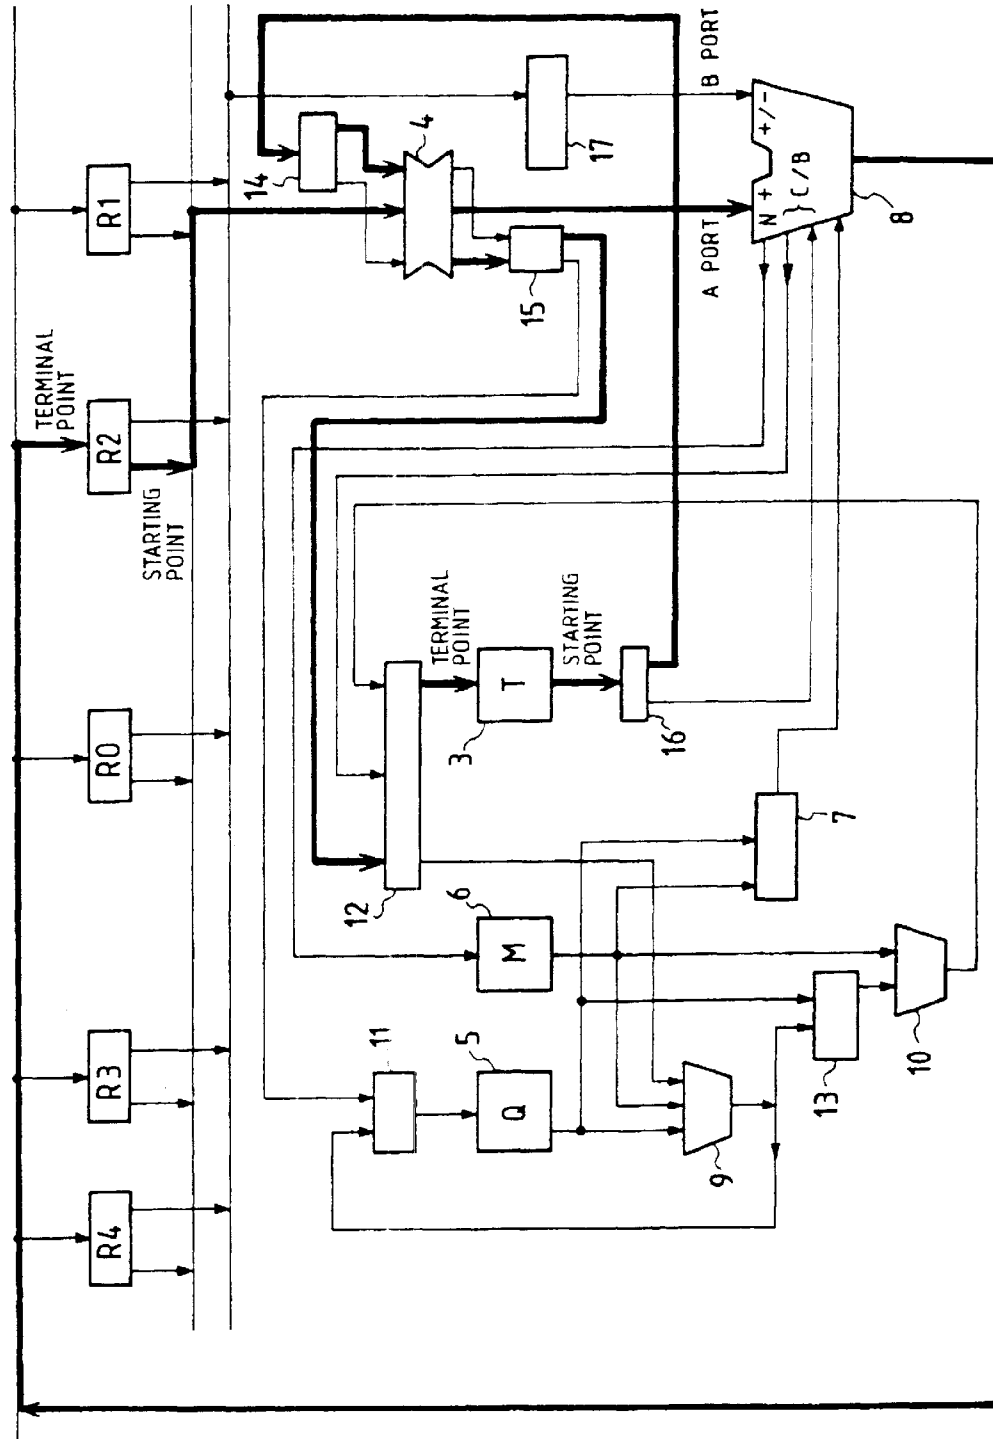 R4
R3
R0
R2
R1
TERMINAL
POINT
STARTING
POINT
14
4
17
15
B PORT
A PORT
N + +/-
} C/B
8
12
TERMINAL
POINT
T
3
STARTING
POINT
16
7
6
M
11
5
Q
9
13
10